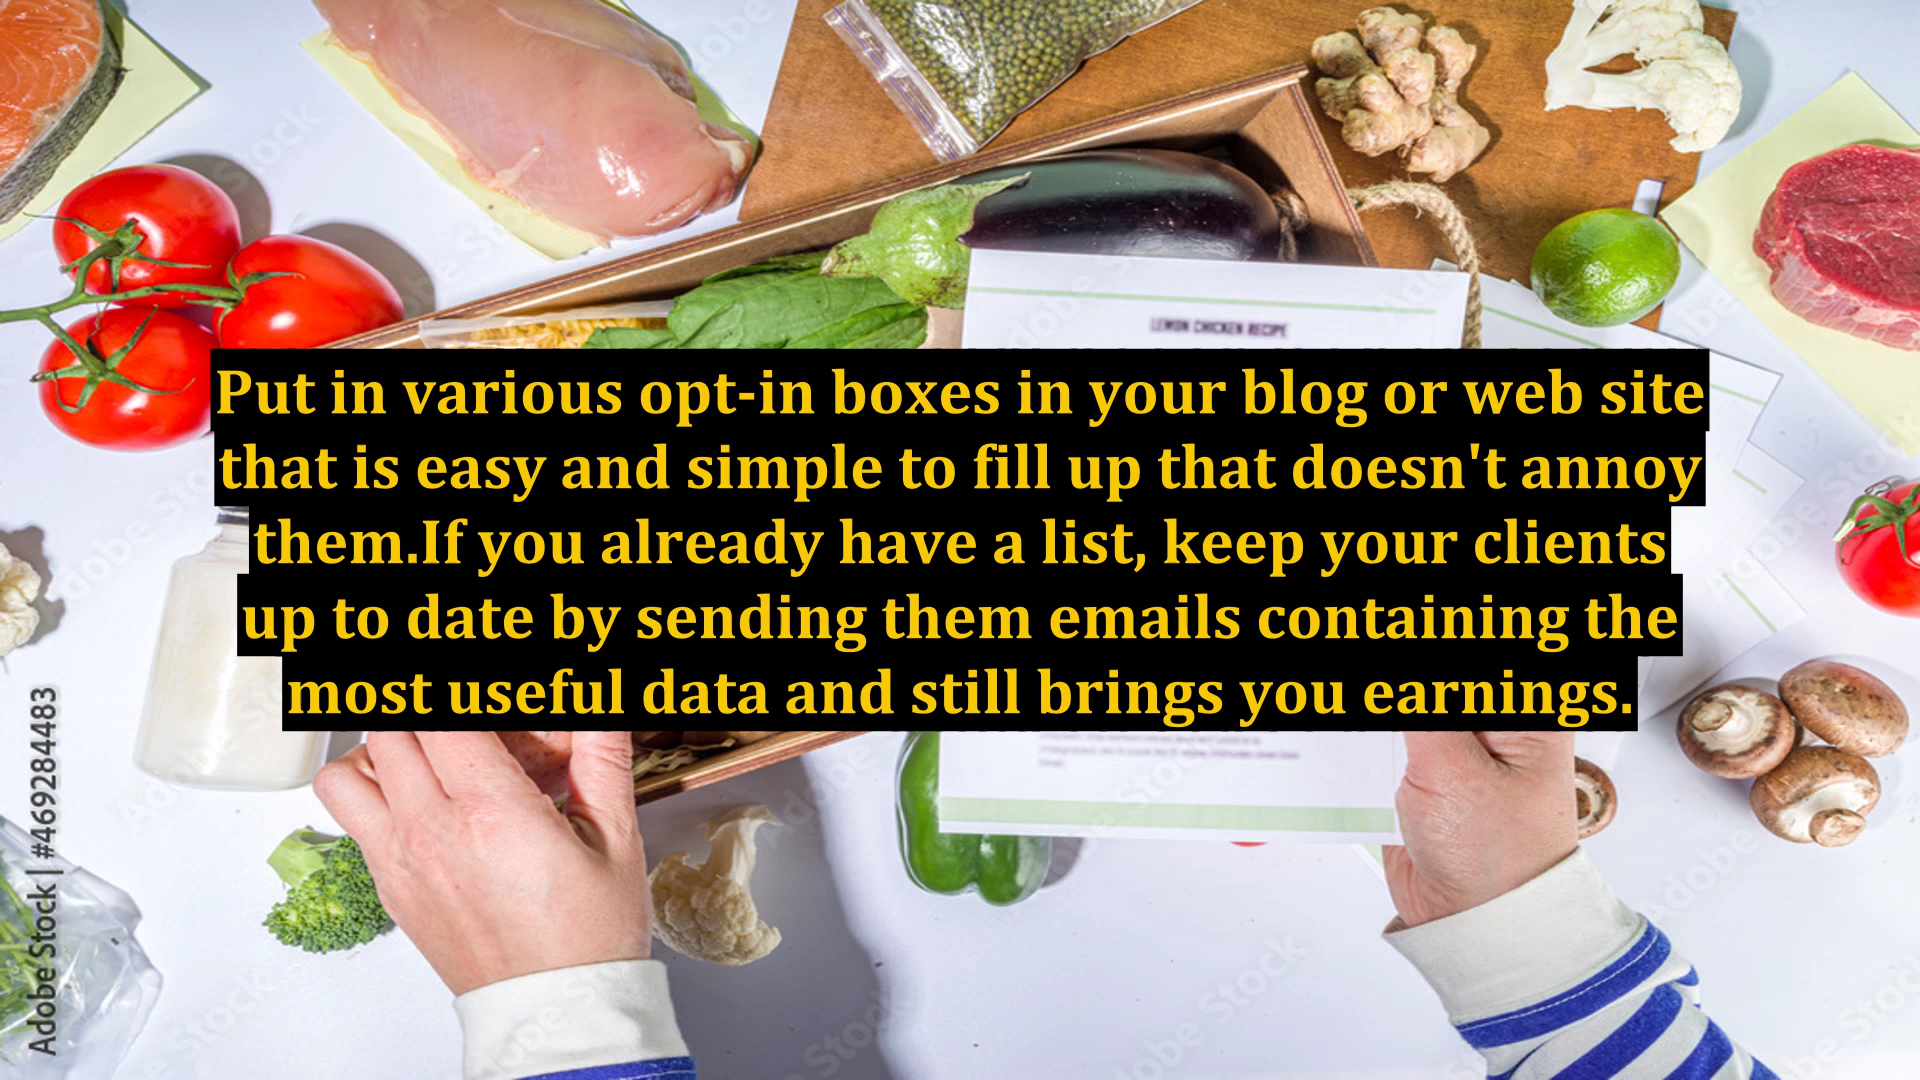 LEMON CHICKEN RECIPE
Put in various opt-in boxes in your blog or web site
that is easy and simple to fill up that doesn't annoy
them.If you already have a list, keep your clients
up to date by sending them emails containing the
most useful data and still brings you earnings.
Adobe Stock | #469284483